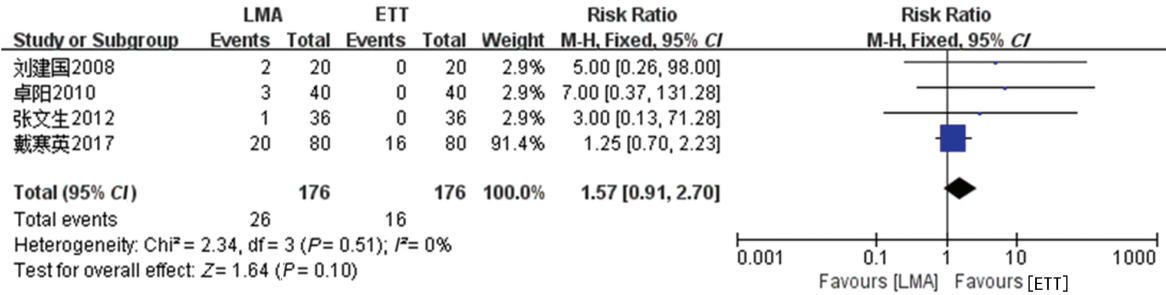 LMA ETT Risk Ratio Risk Ratio
Study or Subgroup Events Total Events Total Weight M-H, Fixed, 95% CI M-H, Fixed, 95% CI
刘建国2008 2 20 0 20 2.9% 5.00 [0.26, 98.00]
卓阳2010 3 40 0 40 2.9% 7.00 [0.37, 131.28]
张文生2012 1 36 0 36 2.9% 3.00 [0.13, 71.28]
戴寒英2017 20 80 16 80 91.4% 1.25 [0.70, 2.23]
Total (95% CI) 176 176 100.0% 1.57 [0.91, 2.70]
Total events 26 16
Heterogeneity: Chi² = 2.34, df = 3 (P = 0.51); I² = 0%
Test for overall effect: Z = 1.64 (P = 0.10)
0.001 0.1 1 10 1000
Favours [LMA] Favours [ETT]